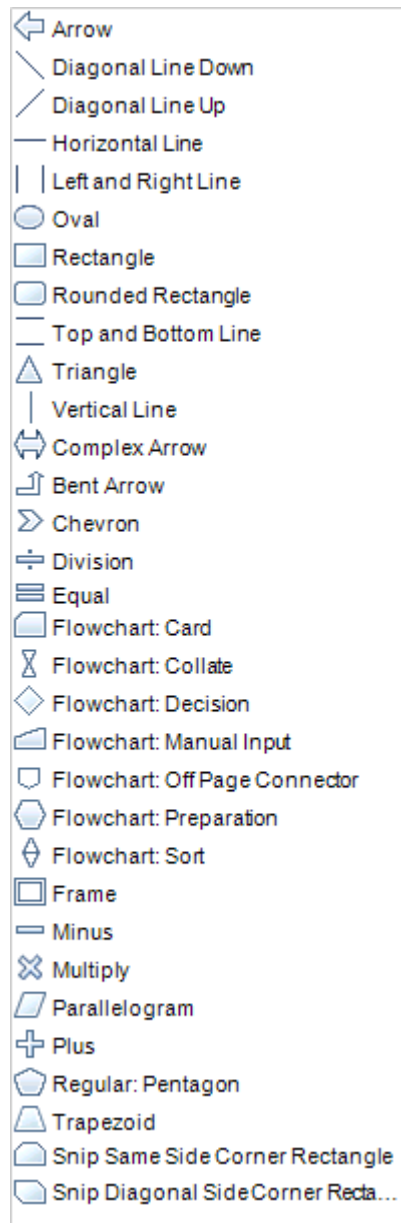 Arrow
Diagonal Line Down
Diagonal Line Up
Horizontal Line
Left and Right Line
Oval
Rectangle
Rounded Rectangle
Top and Bottom Line
Triangle
Vertical Line
Complex Arrow
Bent Arrow
Chevron
Division
Equal
Flowchart: Card
Flowchart: Collate
Flowchart: Decision
Flowchart: Manual Input
Flowchart: Off Page Connector
Flowchart: Preparation
Flowchart: Sort
Frame
Minus
Multiply
Parallelogram
Plus
Regular: Pentagon
Trapezoid
Snip Same Side Corner Rectangle
Snip Diagonal Side Corner Recta...